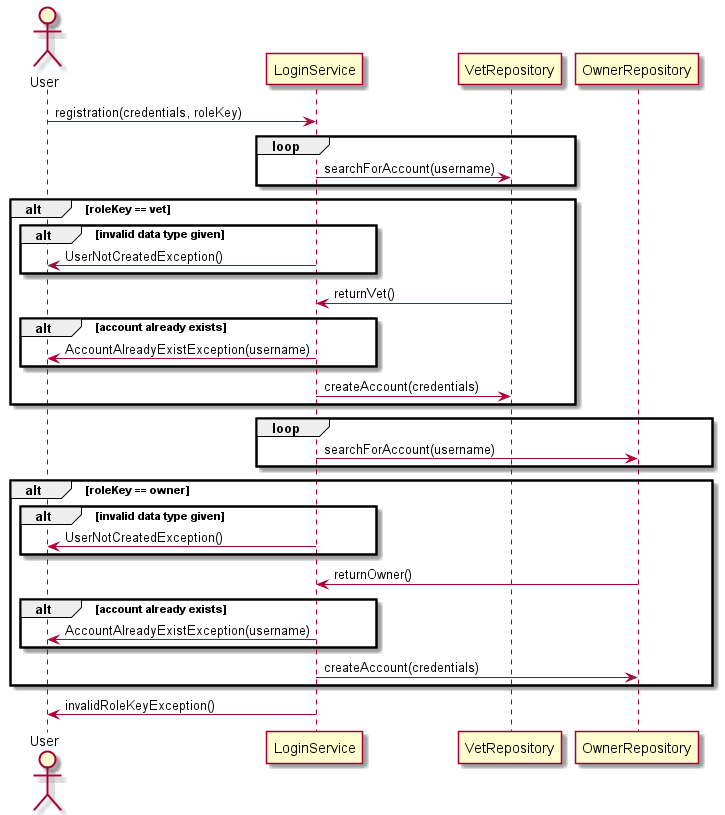 User
LoginService
VetRepository
OwnerRepository
registration(credentials, roleKey)
loop
searchForAccount(username)
alt [roleKey == vet]
alt [invalid data type given]
UserNotCreatedException()
returnVet()
alt [account already exists]
AccountAlreadyExistException(username)
createAccount(credentials)
loop
searchForAccount(username)
alt [roleKey == owner]
alt [invalid data type given]
UserNotCreatedException()
returnOwner()
alt [account already exists]
AccountAlreadyExistException(username)
createAccount(credentials)
invalidRoleKeyException()
User
LoginService
VetRepository
OwnerRepository